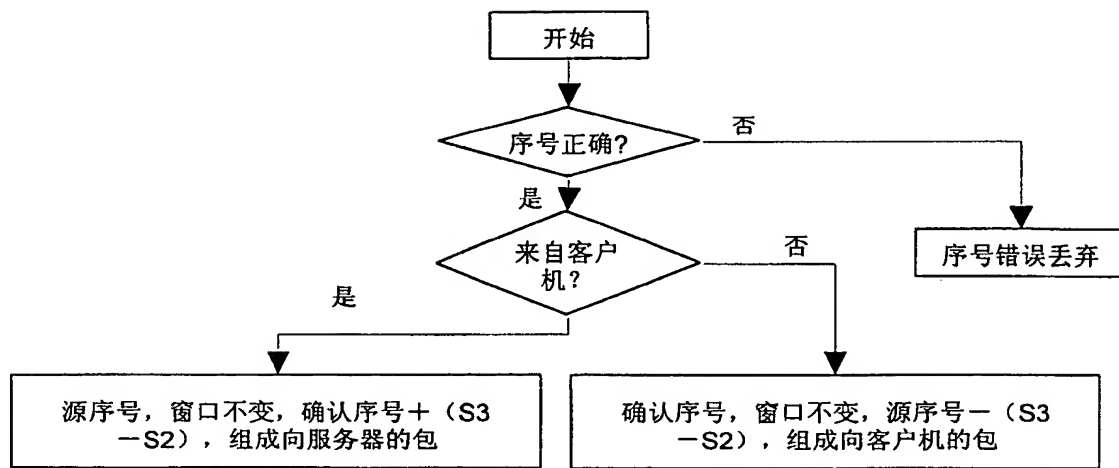 开始
序号正确?
否
是
来自客户
机?
否
序号错误丢弃
是
源序号,窗口不变,确认序号+(S3
-S2),组成向服务器的包
确认序号,窗口不变,源序号-(S3
-S2),组成向客户机的包